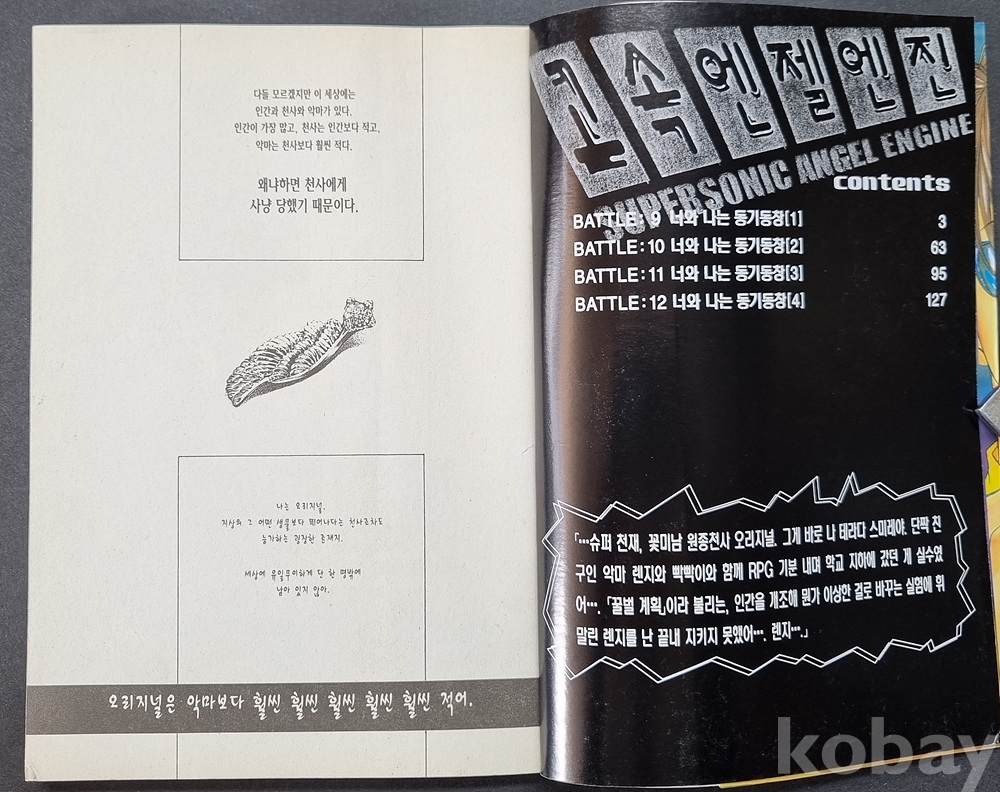 다들 모르겠지만 이 세상에는
인간과 천사와 악마가 있다.
인간이 가장 많고, 천사는 인간보다 적고,
악마는 천사보다 훨씬 적다.
왜냐하면 천사에게
사냥 당했기 때문이다.
나는 오리지널.
지상의 그 어떤 생물보다 뛰어나다는 천사조차도
능가하는 굉장한 존재지.
세상에 유일무이하게 단 한 명밖에
남아 있지 않아.
오리지널은 악마보다 훨씬 훨씬 훨씬 훨씬 훨씬 적어.
음속 엔젤 엔진
SUPERSONIC ANGEL ENGINE
contents
BATTLE: 9 너와 나는 동기동창[1] 3
BATTLE: 10 너와 나는 동기동창[2] 63
BATTLE: 11 너와 나는 동기동창[3] 95
BATTLE: 12 너와 나는 동기동창[4] 127
「…슈퍼 천재, 꽃미남 원종천사 오리지널. 그게 바로 나 테라다 스미레야. 단짝 친
구인 악마 렌지와 빡빡이와 함께 RPG 기분 내며 학교 지하에 갔던 게 실수였
어…. 「꿀벌 계획」이라 불리는, 인간을 개조해 뭔가 이상한 걸로 바꾸는 실험에 휘
말린 렌지를 난 끝내 지키지 못했어…. 렌지….」
kobay